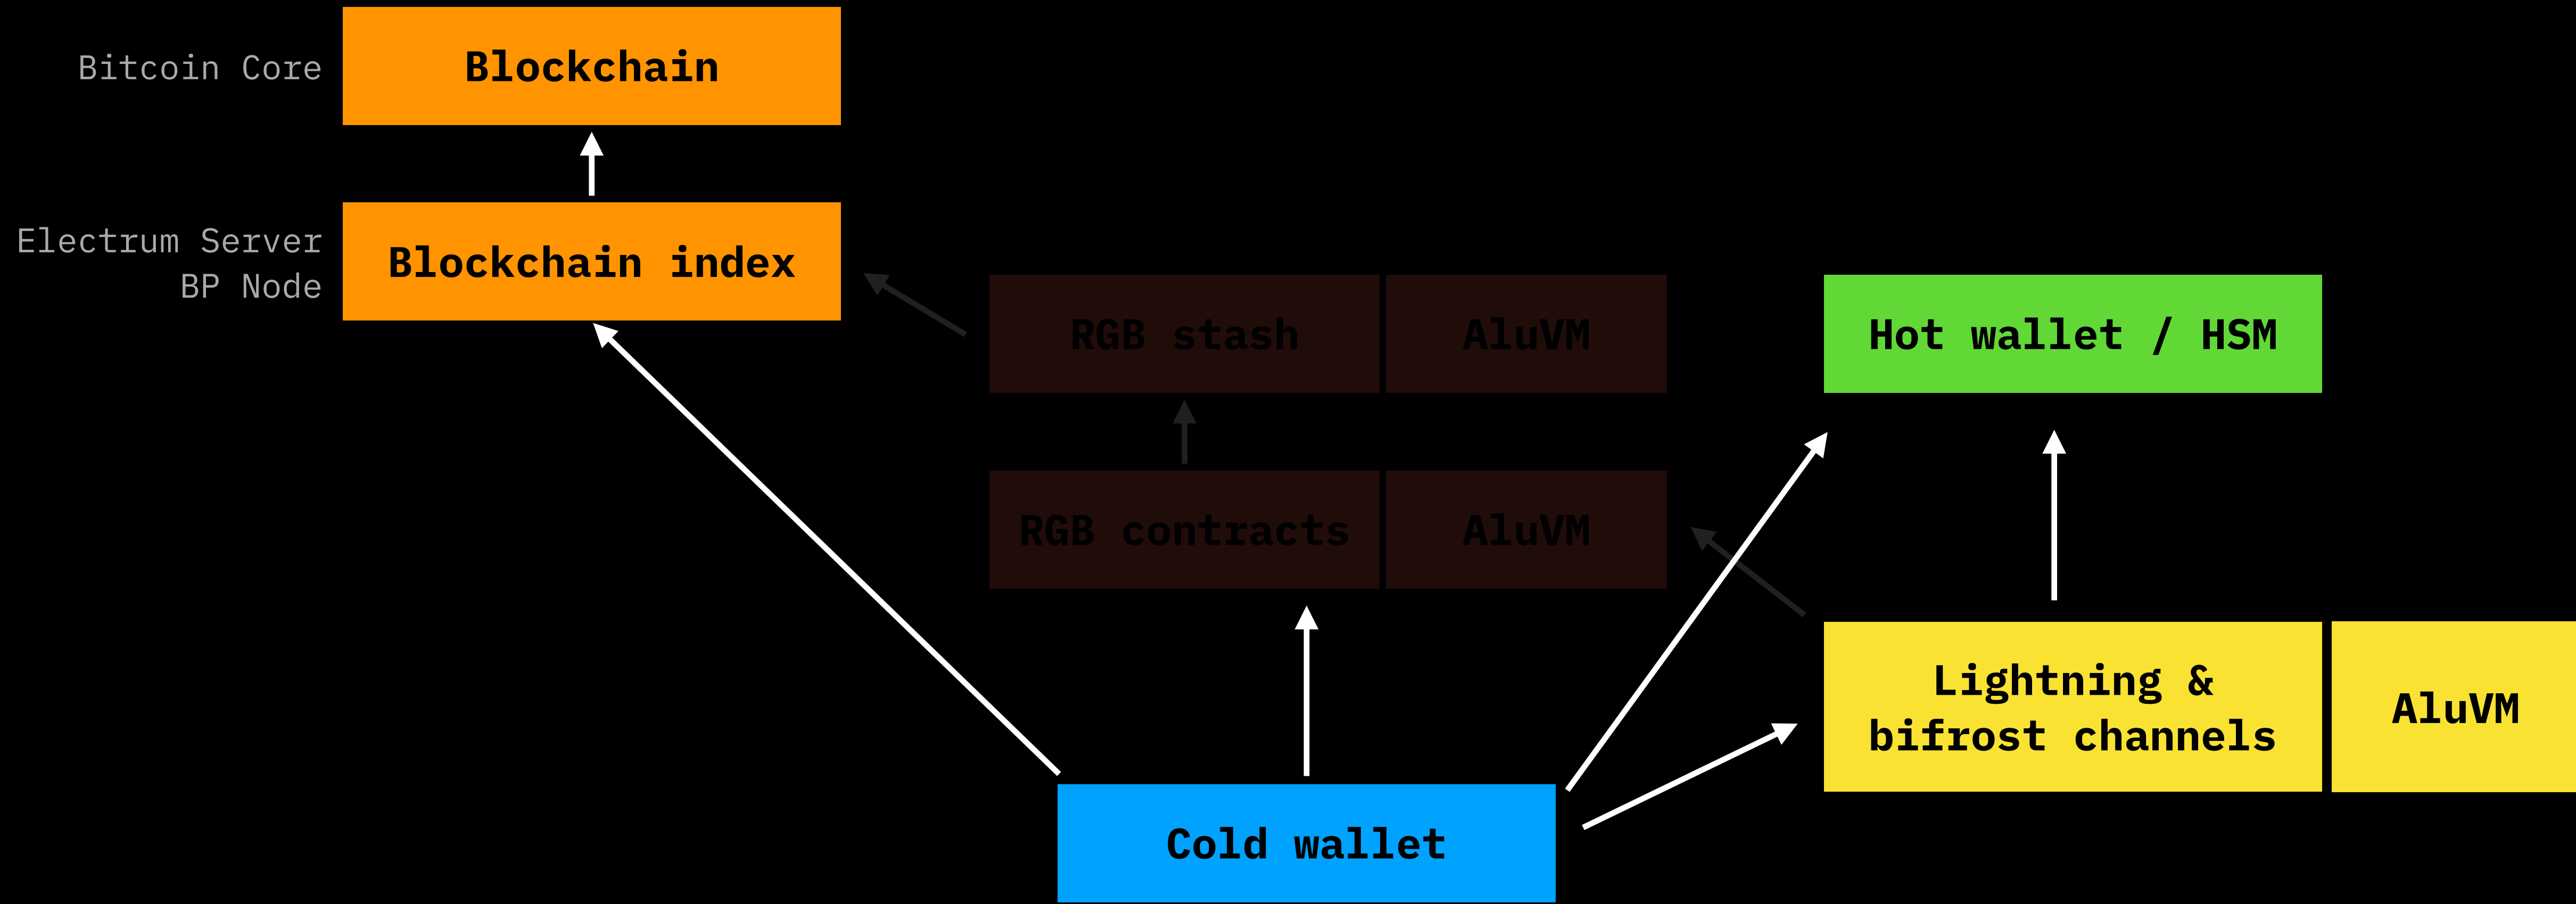 Bitcoin Core
Blockchain
Electrum Server
BP Node
Blockchain index
RGB stash
AluVM
Hot wallet / HSM
RGB contracts
AluVM
Lightning &
bifrost channels
AluVM
Cold wallet